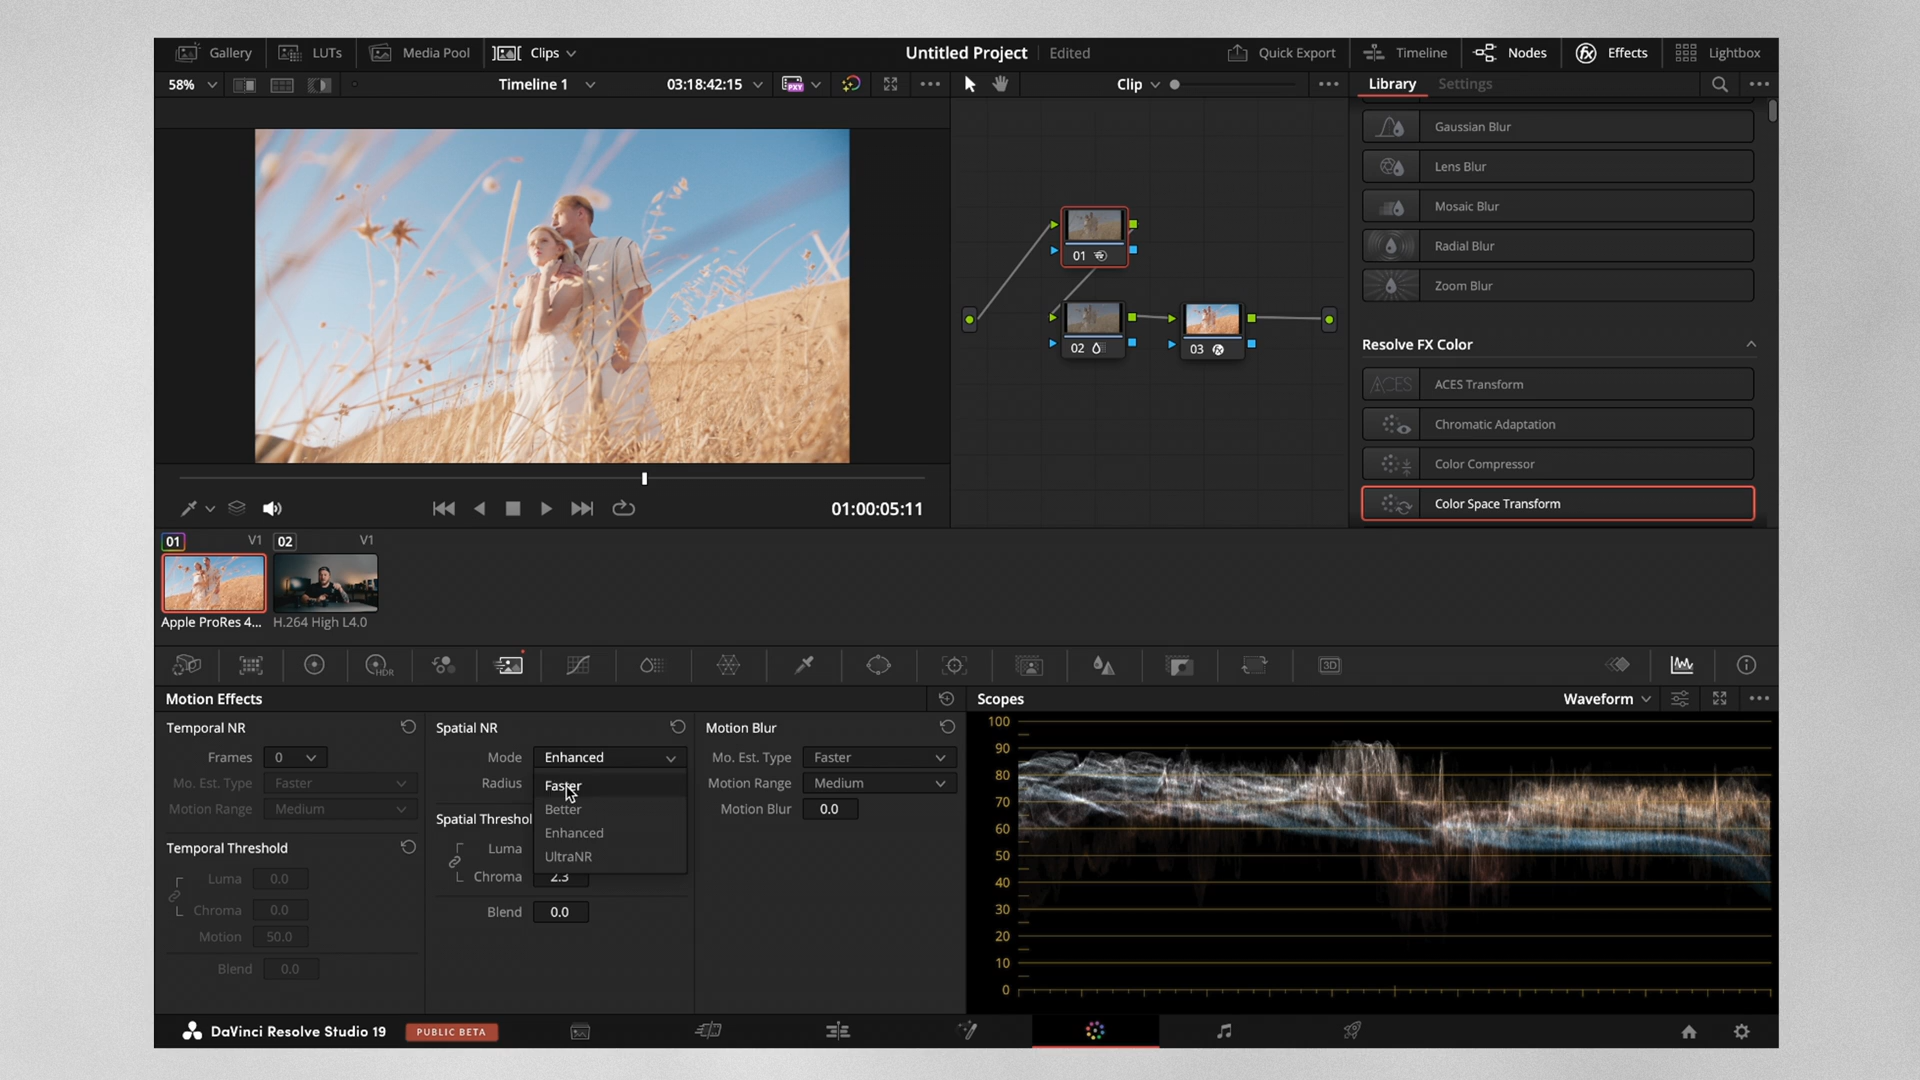 Gallery LUTs Media Pool Clips Untitled Project Edited Quick Export Timeline Nodes Effects Lightbox
58% Timeline 1 03:18:42:15 PXY Clip Library Settings
Gaussian Blur
Lens Blur
Mosaic Blur
Radial Blur
Zoom Blur
Resolve FX Color
ACES ACES Transform
Chromatic Adaptation
Color Compressor
Color Space Transform
01
02
03
01:00:05:11
01 V1 02 V1
Apple ProRes 4... H.264 High L4.0
HDR
3D
Motion Effects
Temporal NR
Frames 0
Mo. Est. Type Faster
Motion Range Medium
Temporal Threshold
Luma 0.0
Chroma 0.0
Motion 50.0
Blend 0.0
Spatial NR
Mode Enhanced
Radius
Faster
Better
Enhanced
UltraNR
Spatial Threshol
Luma
Chroma 2.3
Blend 0.0
Motion Blur
Mo. Est. Type Faster
Motion Range Medium
Motion Blur 0.0
Scopes Waveform
100
90
80
70
60
50
40
30
20
10
0
DaVinci Resolve Studio 19 PUBLIC BETA